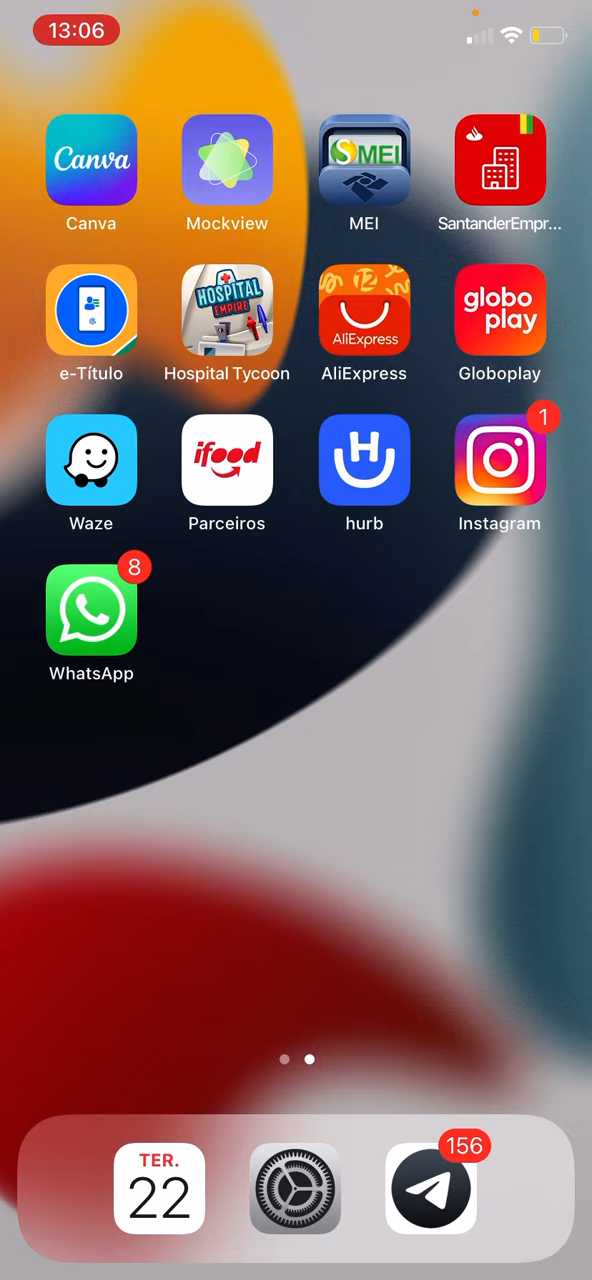 13:06
Canva
SMEI
Canva
Mockview
MEI
SantanderEmpr...
HOSPITAL
EMPIRE
AliExpress
globo
play
e-Título
Hospital Tycoon
AliExpress
Globoplay
ifood
H
1
Waze
Parceiros
hurb
Instagram
8
WhatsApp
TER.
22
156